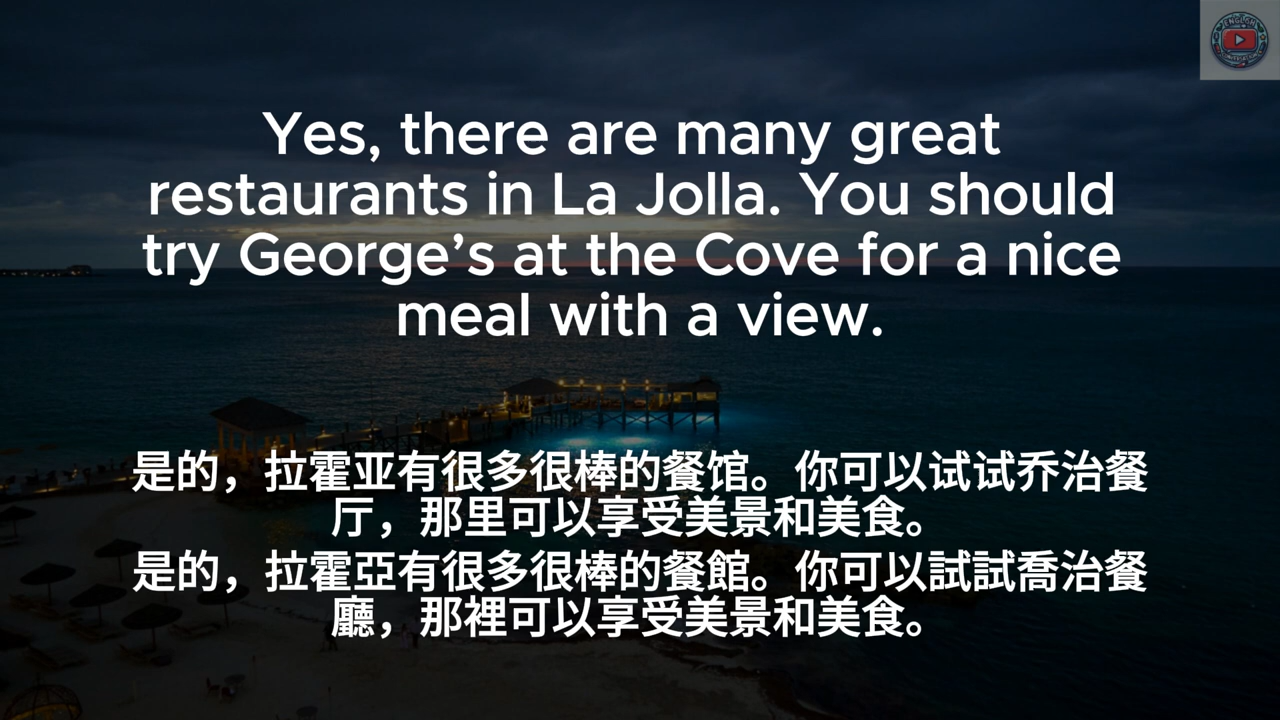 Yes, there are many great
restaurants in La Jolla. You should
try George’s at the Cove for a nice
meal with a view.
是的，拉霍亚有很多很棒的餐馆。你可以试试乔治餐
厅，那里可以享受美景和美食。
是的，拉霍亞有很多很棒的餐館。你可以試試喬治餐
廳，那裡可以享受美景和美食。